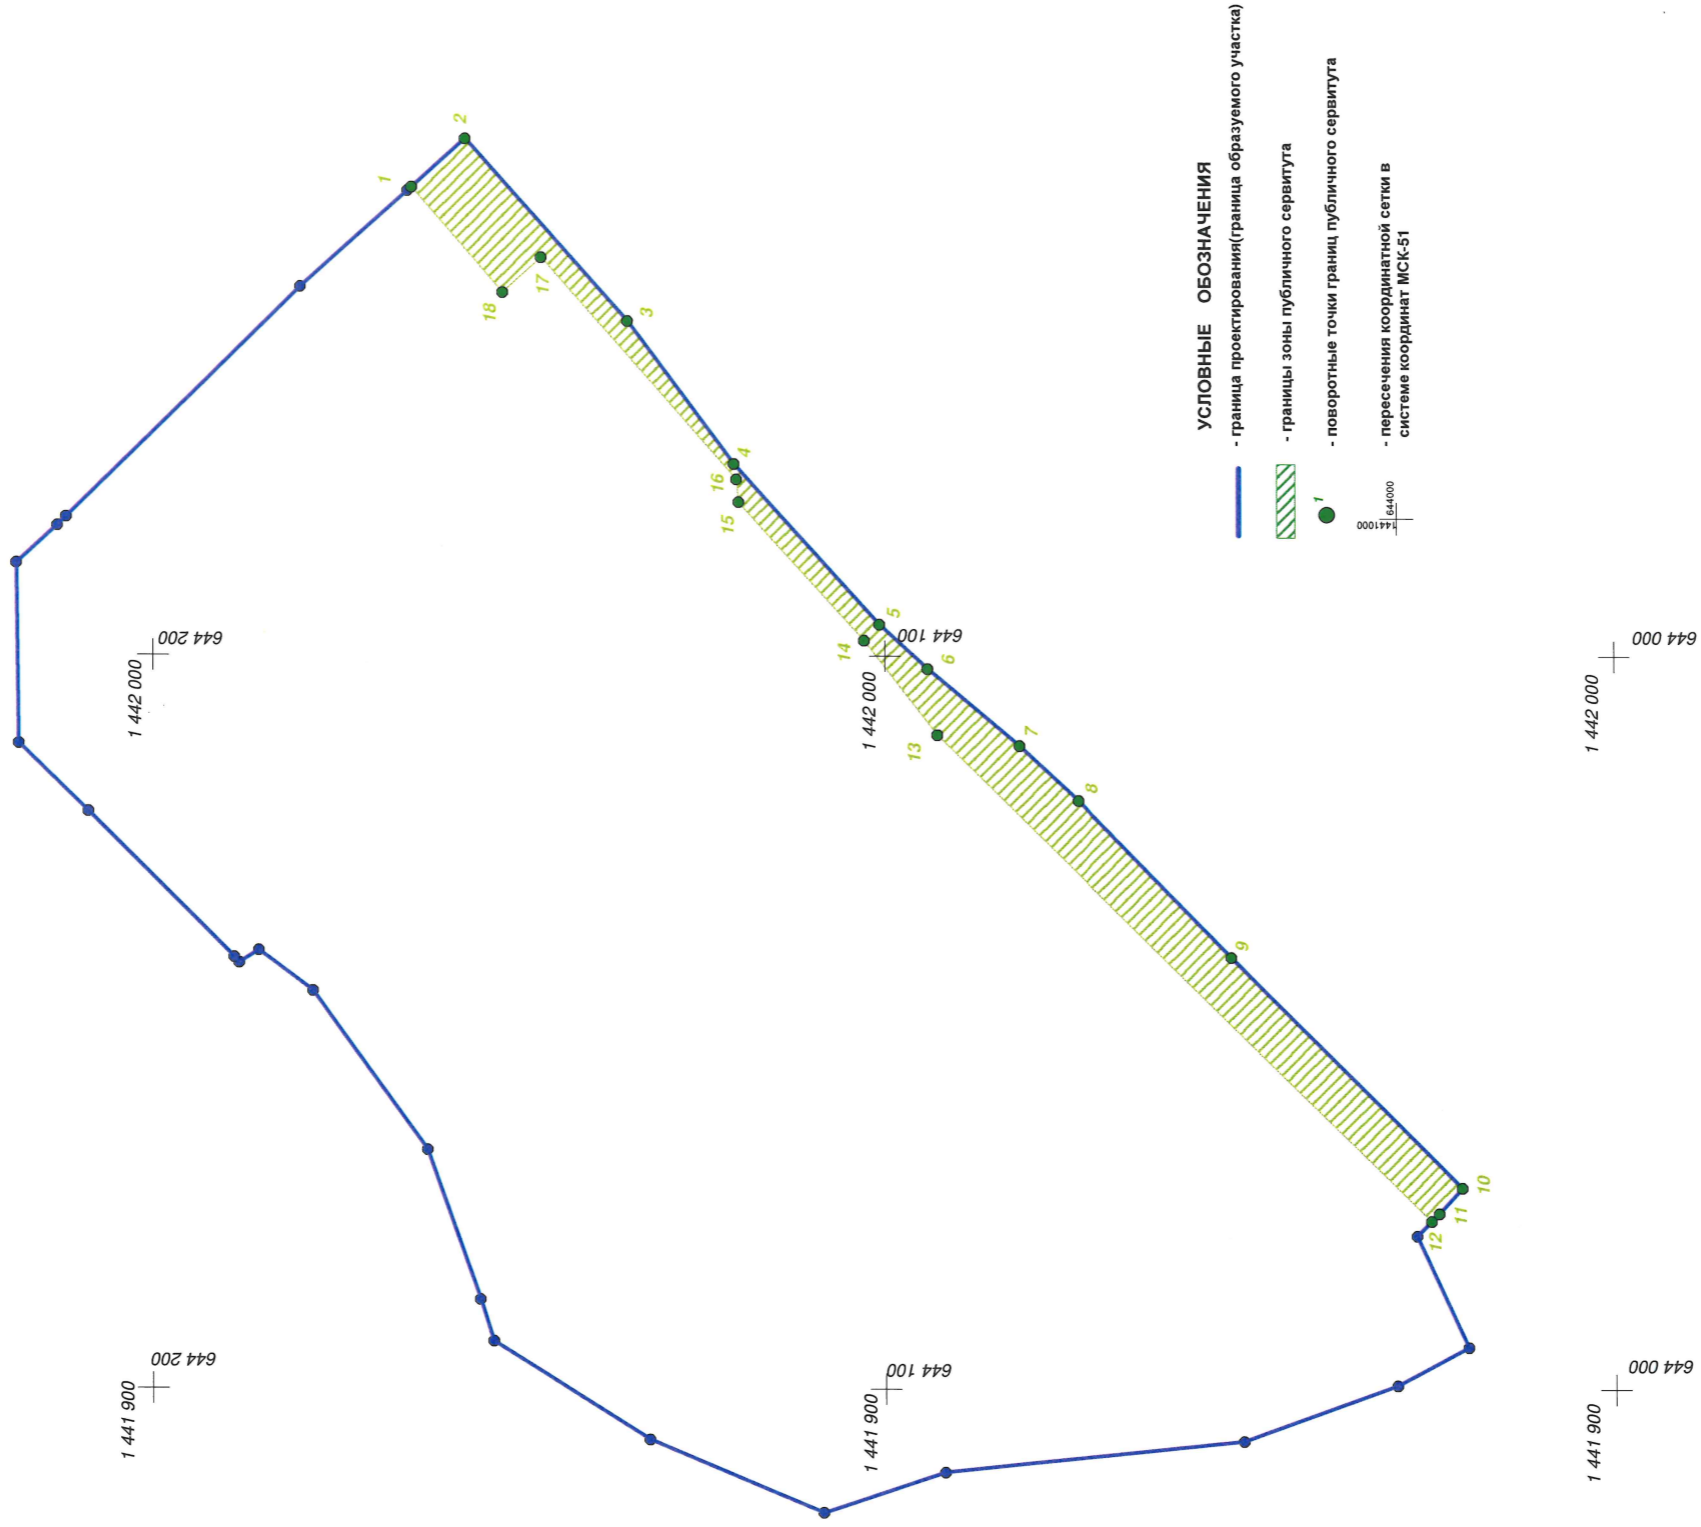 УСЛОВНЫЕ ОБОЗНАЧЕНИЯ
- граница проектирования(граница образуемого участка)
- границы зоны публичного сервитута
1
- поворотные точки границ публичного сервитута
1441000
644000
- пересечения координатной сетки в
системе координат МСК-51
1
2
3
4
5
6
7
8
9
10
11
12
13
14
15
16
17
18
1 442 000
644 200
1 442 000
644 100
1 442 000
644 000
1 441 900
644 200
1 441 900
644 100
1 441 900
644 000